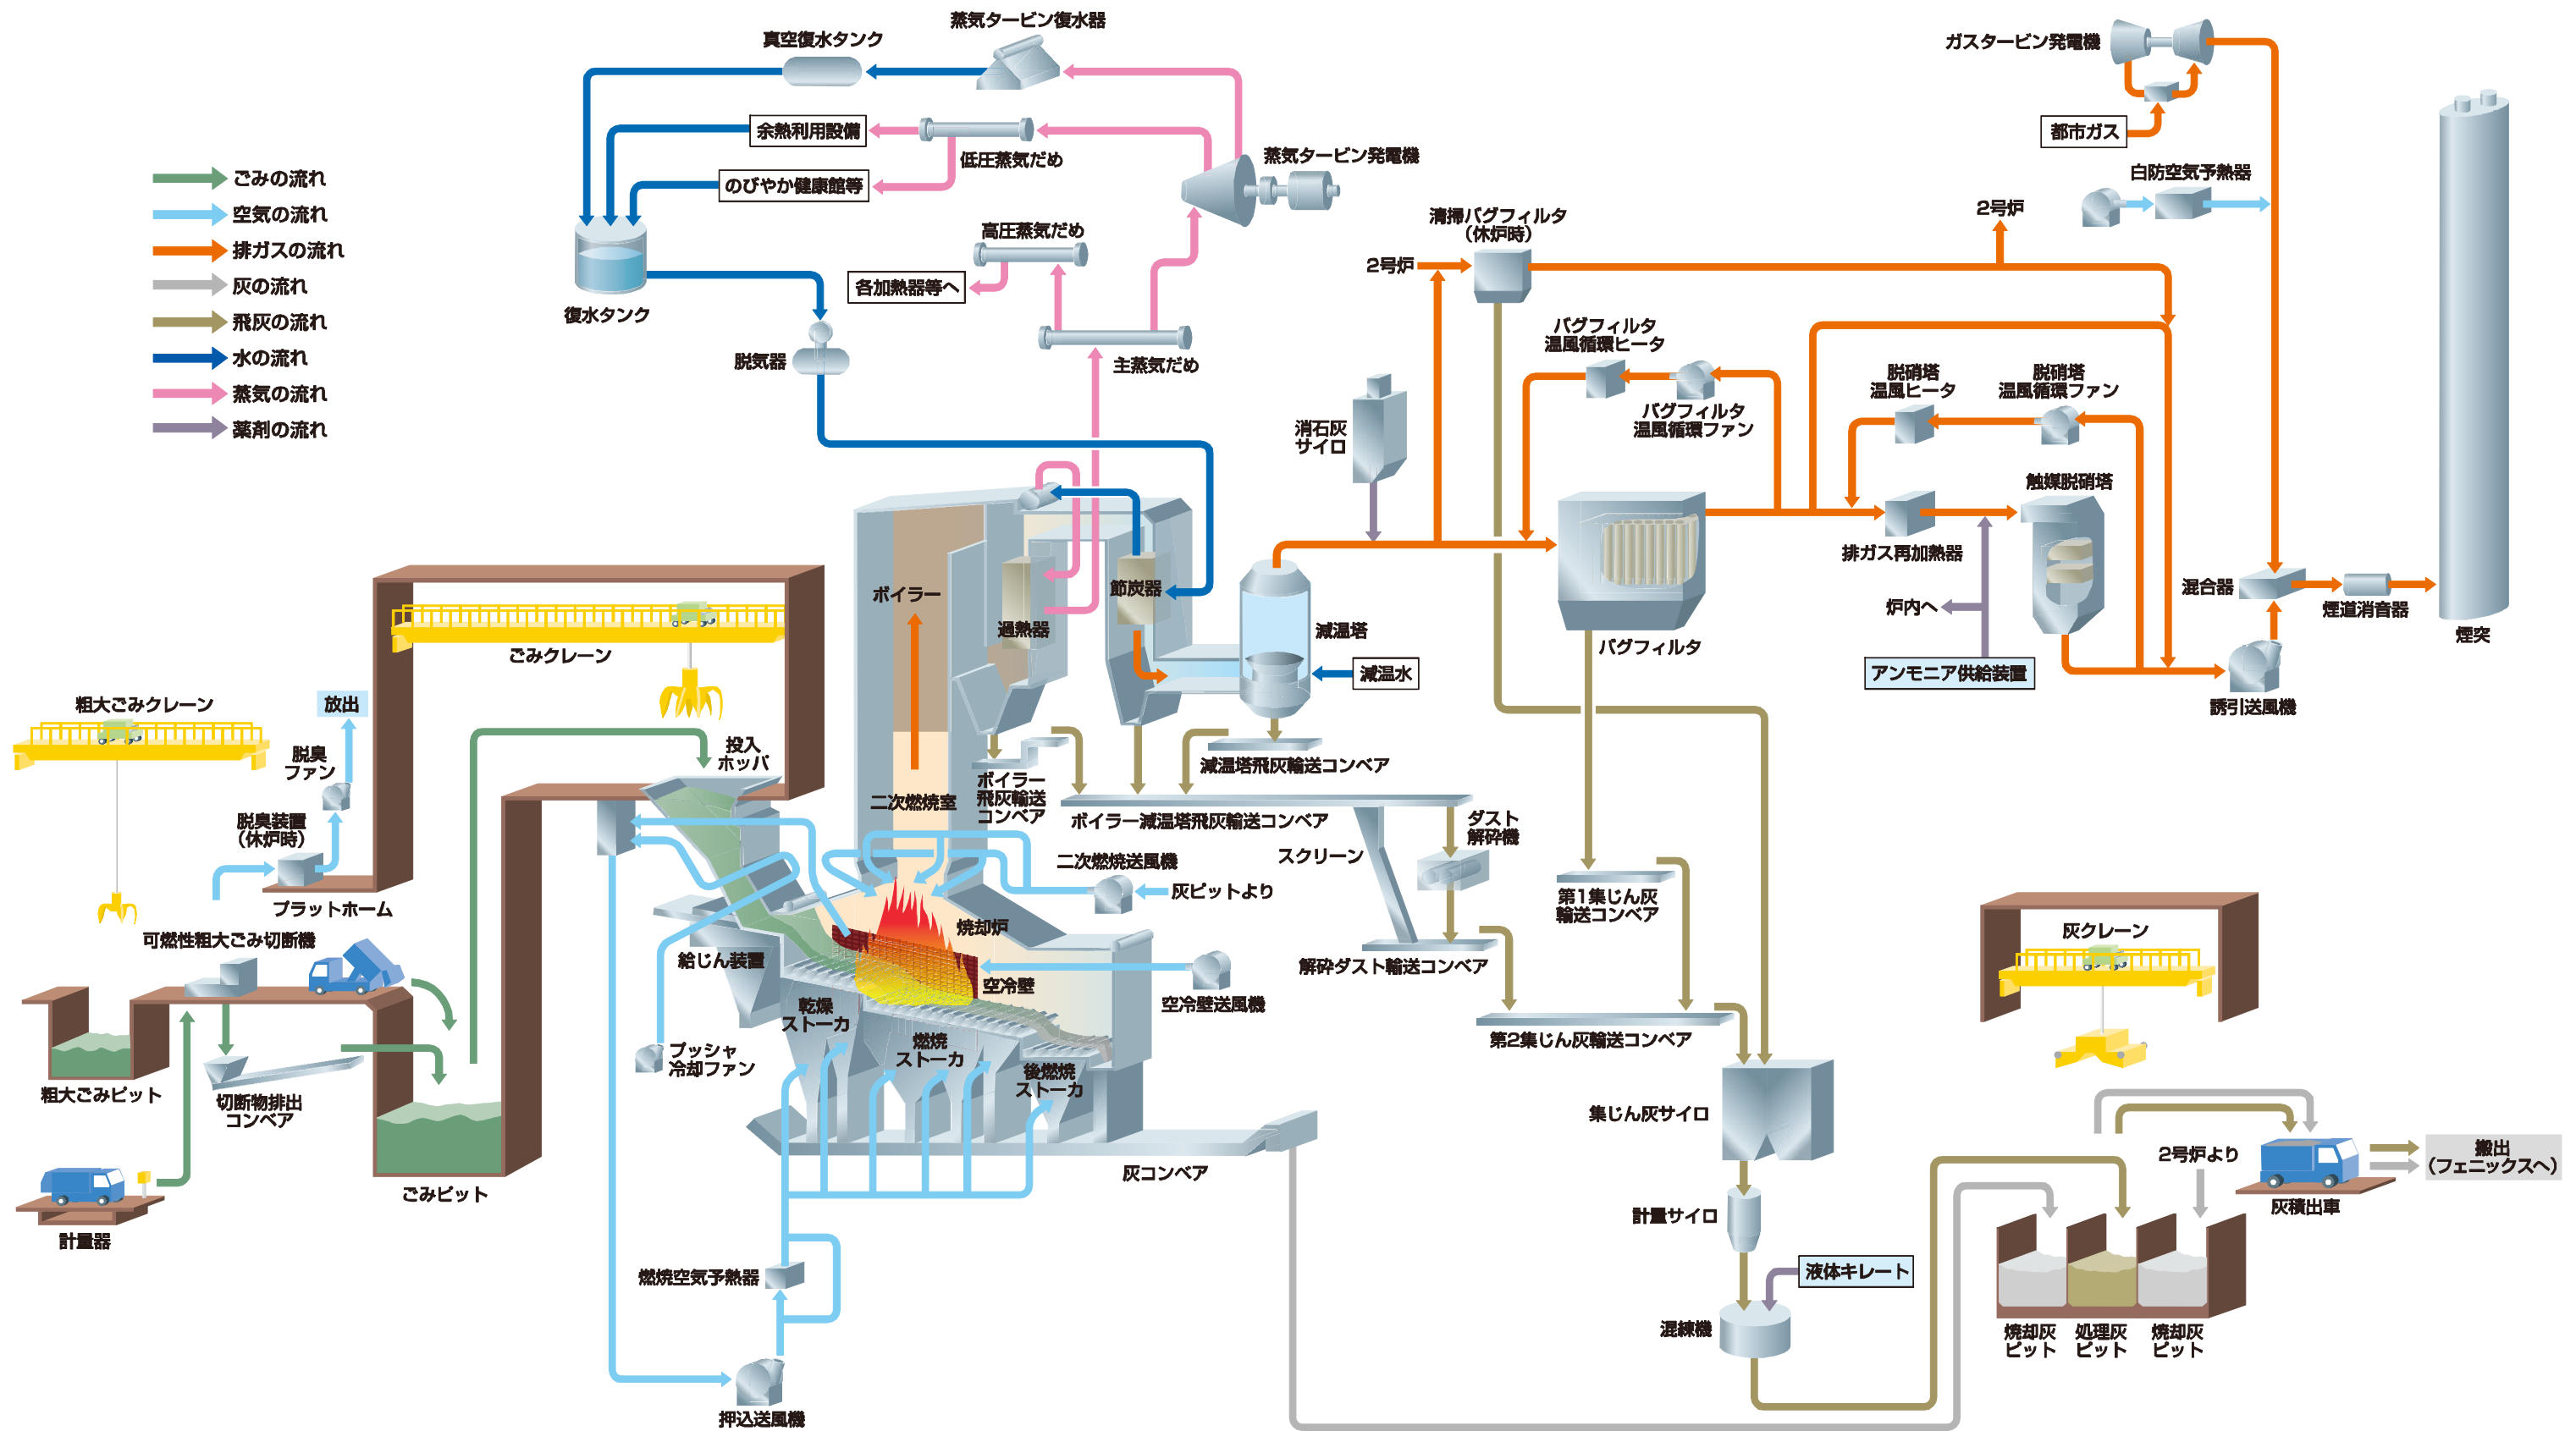 蒸気タービン復水器
真空復水タンク
ガスタービン発電機
都市ガス
余熱利用設備
低圧蒸気だめ
蒸気タービン発電機
のびやか健康館等
白防空気予熱器
ごみの流れ
空気の流れ
排ガスの流れ
灰の流れ
飛灰の流れ
水の流れ
蒸気の流れ
薬剤の流れ
高圧蒸気だめ
各加熱器等へ
復水タンク
脱気器
主蒸気だめ
清掃バグフィルタ
（休炉時）
2号炉
2号炉
バグフィルタ
温風循環ヒータ
バグフィルタ
温風循環ファン
脱硝塔
温風ヒータ
脱硝塔
温風循環ファン
消石灰
サイロ
触媒脱硝塔
排ガス再加熱器
炉内へ
アンモニア供給装置
混合器
煙道消音器
煙突
誘引送風機
バグフィルタ
ボイラー
過熱器
節炭器
減温塔
減温水
ごみクレーン
粗大ごみクレーン
放出
脱臭
ファン
脱臭装置
（休炉時）
プラットホーム
投入
ホッパ
二次燃焼室
ボイラー
飛灰輸送
コンベア
減温塔飛灰輸送コンベア
ボイラー減温塔飛灰輸送コンベア
ダスト
解砕機
スクリーン
二次燃焼送風機
灰ピットより
第1集じん灰
輸送コンベア
可燃性粗大ごみ切断機
給じん装置
焼却炉
空冷壁
空冷壁送風機
解砕ダスト輸送コンベア
灰クレーン
乾燥
ストーカ
燃焼
ストーカ
後燃焼
ストーカ
プッシャ
冷却ファン
第2集じん灰輸送コンベア
粗大ごみピット
切断物排出
コンベア
集じん灰サイロ
灰コンベア
ごみピット
計量器
計量サイロ
2号炉より
搬出
（フェニックスへ）
灰積出車
燃焼空気予熱器
液体キレート
混練機
焼却灰
ピット
処理灰
ピット
焼却灰
ピット
押込送風機